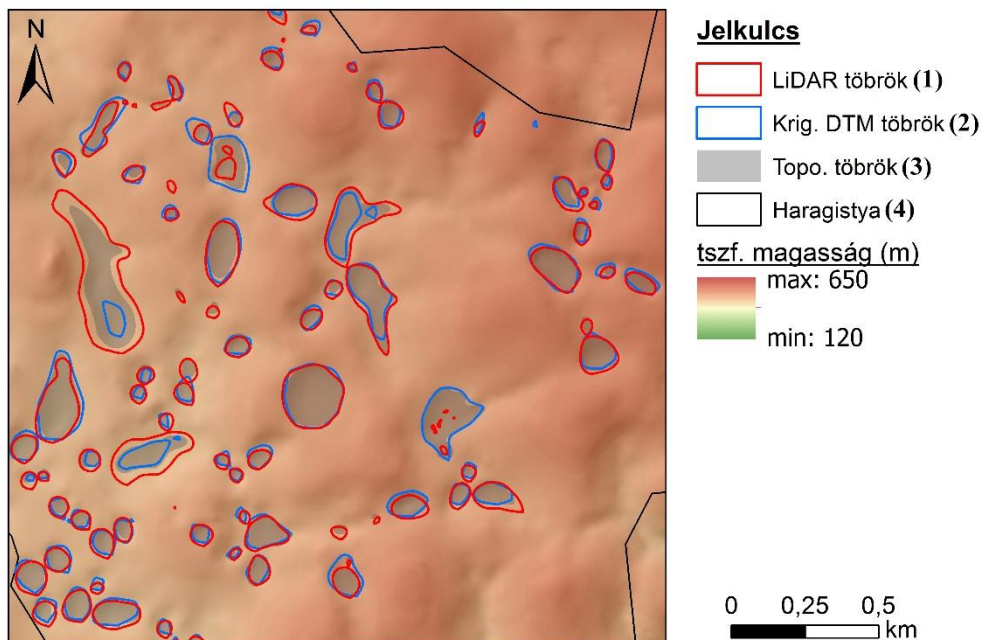 N
Jelkulcs
LiDAR töbrök (1)
Krig. DTM töbrök (2)
Topo. töbrök (3)
Haragistya (4)
tszf. magasság (m)
max: 650
min: 120
0 0,25 0,5
km